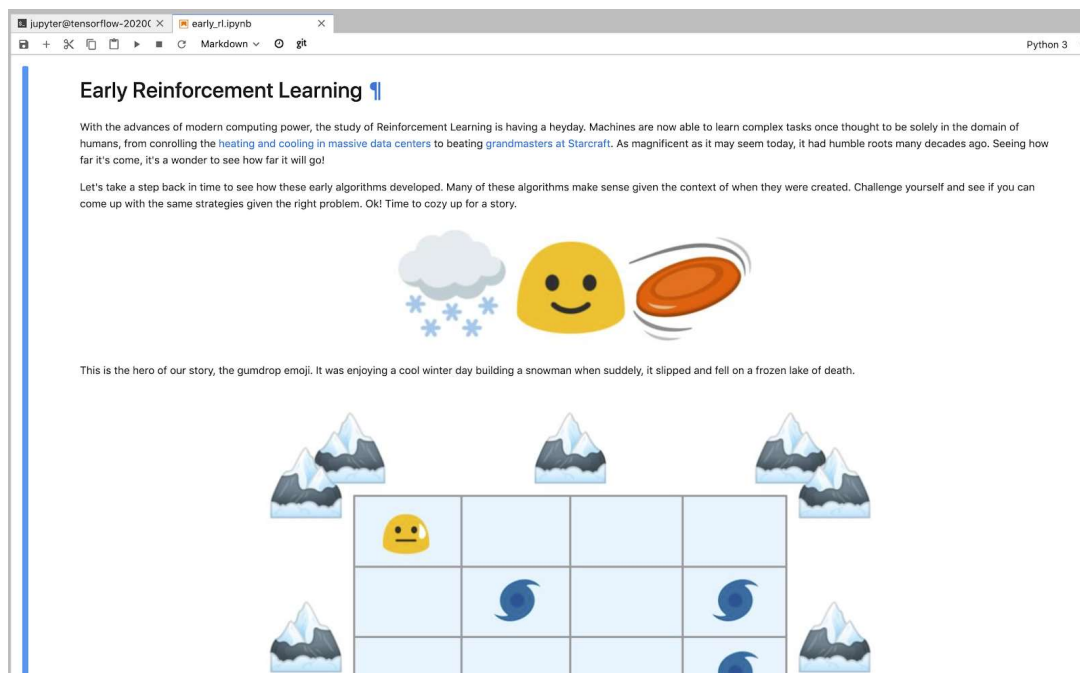 jupyter@tensorflow-2020( early_rl.ipynb
Markdown git Python 3
Early Reinforcement Learning ¶
With the advances of modern computing power, the study of Reinforcement Learning is having a heyday. Machines are now able to learn complex tasks once thought to be solely in the domain of
humans, from conrolling the heating and cooling in massive data centers to beating grandmasters at Starcraft. As magnificent as it may seem today, it had humble roots many decades ago. Seeing how
far it's come, it's a wonder to see how far it will go!
Let's take a step back in time to see how these early algorithms developed. Many of these algorithms make sense given the context of when they were created. Challenge yourself and see if you can
come up with the same strategies given the right problem. Ok! Time to cozy up for a story.
This is the hero of our story, the gumdrop emoji. It was enjoying a cool winter day building a snowman when suddely, it slipped and fell on a frozen lake of death.